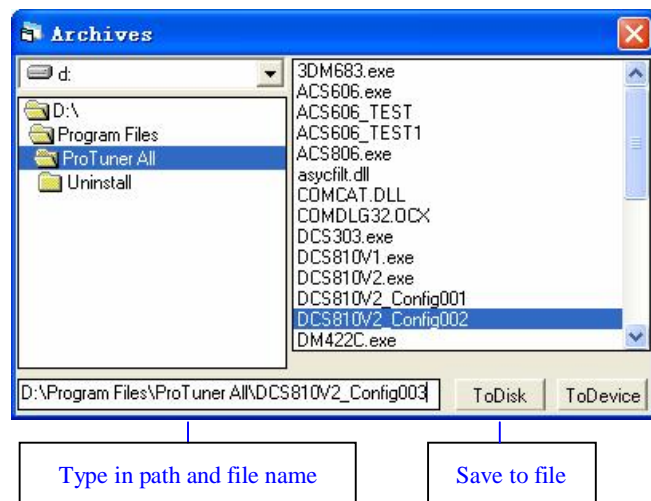 Archives
d:
D:\
Program Files
ProTuner All
Uninstall
3DM683.exe
ACS606.exe
ACS606_TEST
ACS606_TEST1
ACS806.exe
asycfilt.dll
COMCAT.DLL
COMDLG32.OCX
DCS303.exe
DCS810V1.exe
DCS810V2.exe
DCS810V2_Config001
DCS810V2_Config002
DM422C.exe
D:\Program Files\ProTuner All\DCS810V2_Config003
ToDisk
ToDevice
Type in path and file name
Save to file